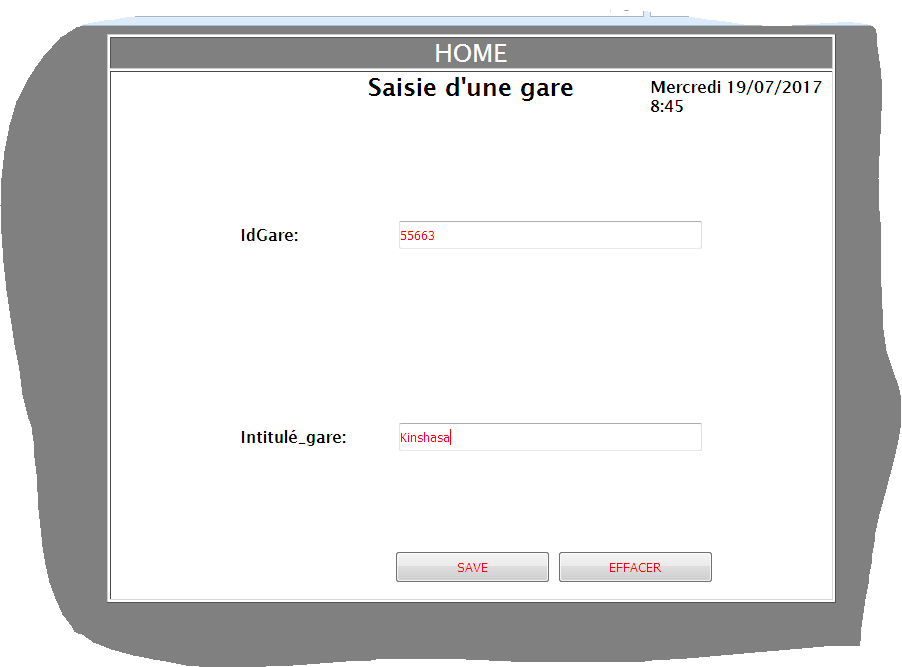 HOME
Saisie d'une gare
Mercredi 19/07/2017
8:45
IdGare:
55663
Intitulé_gare:
Kinshasa
SAVE
EFFACER